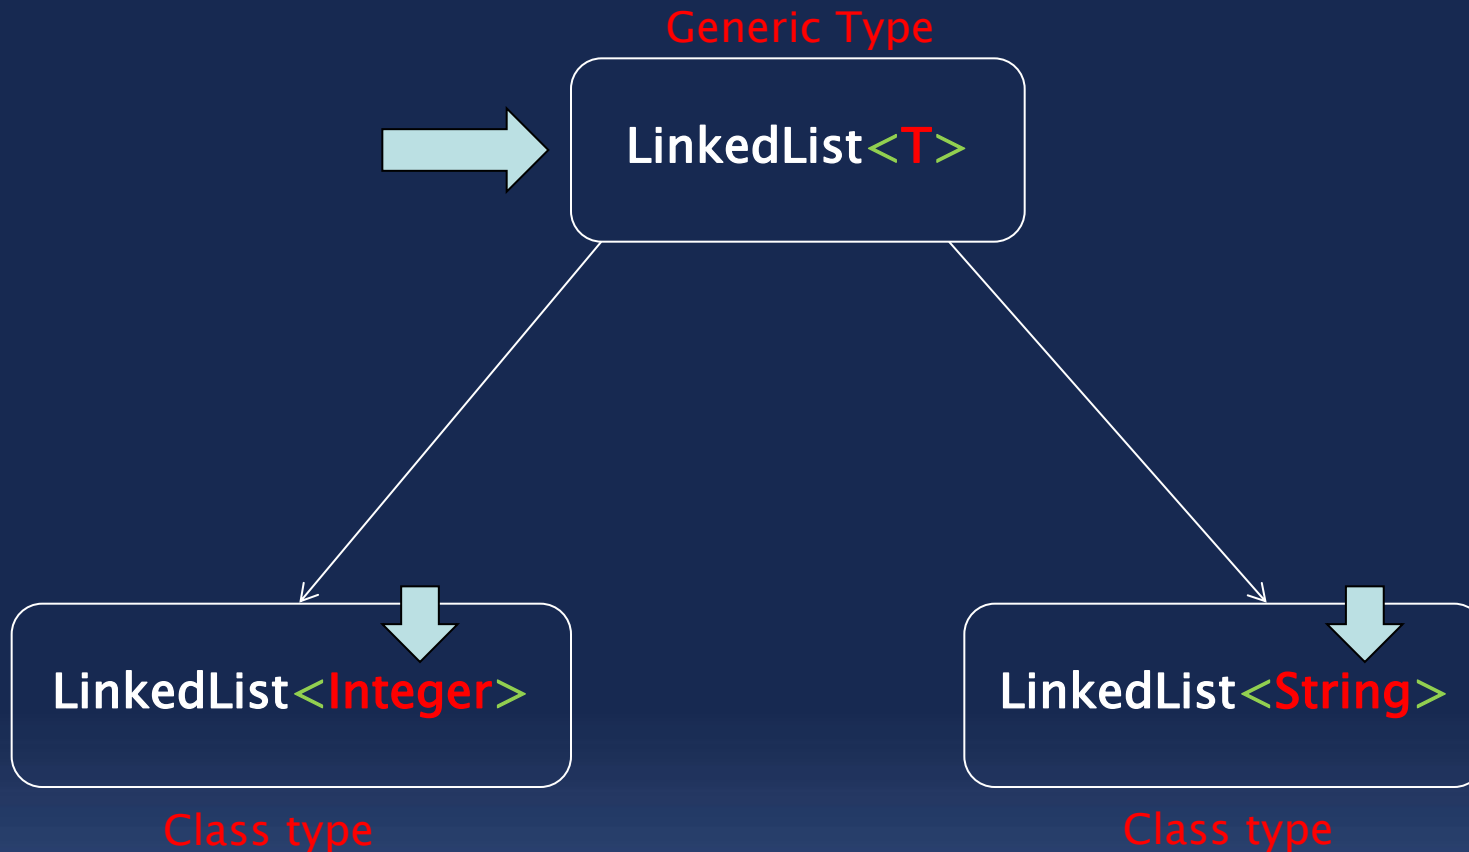 Generic Type
LinkedList<T>
LinkedList<Integer>
LinkedList<String>
Class type
Class type